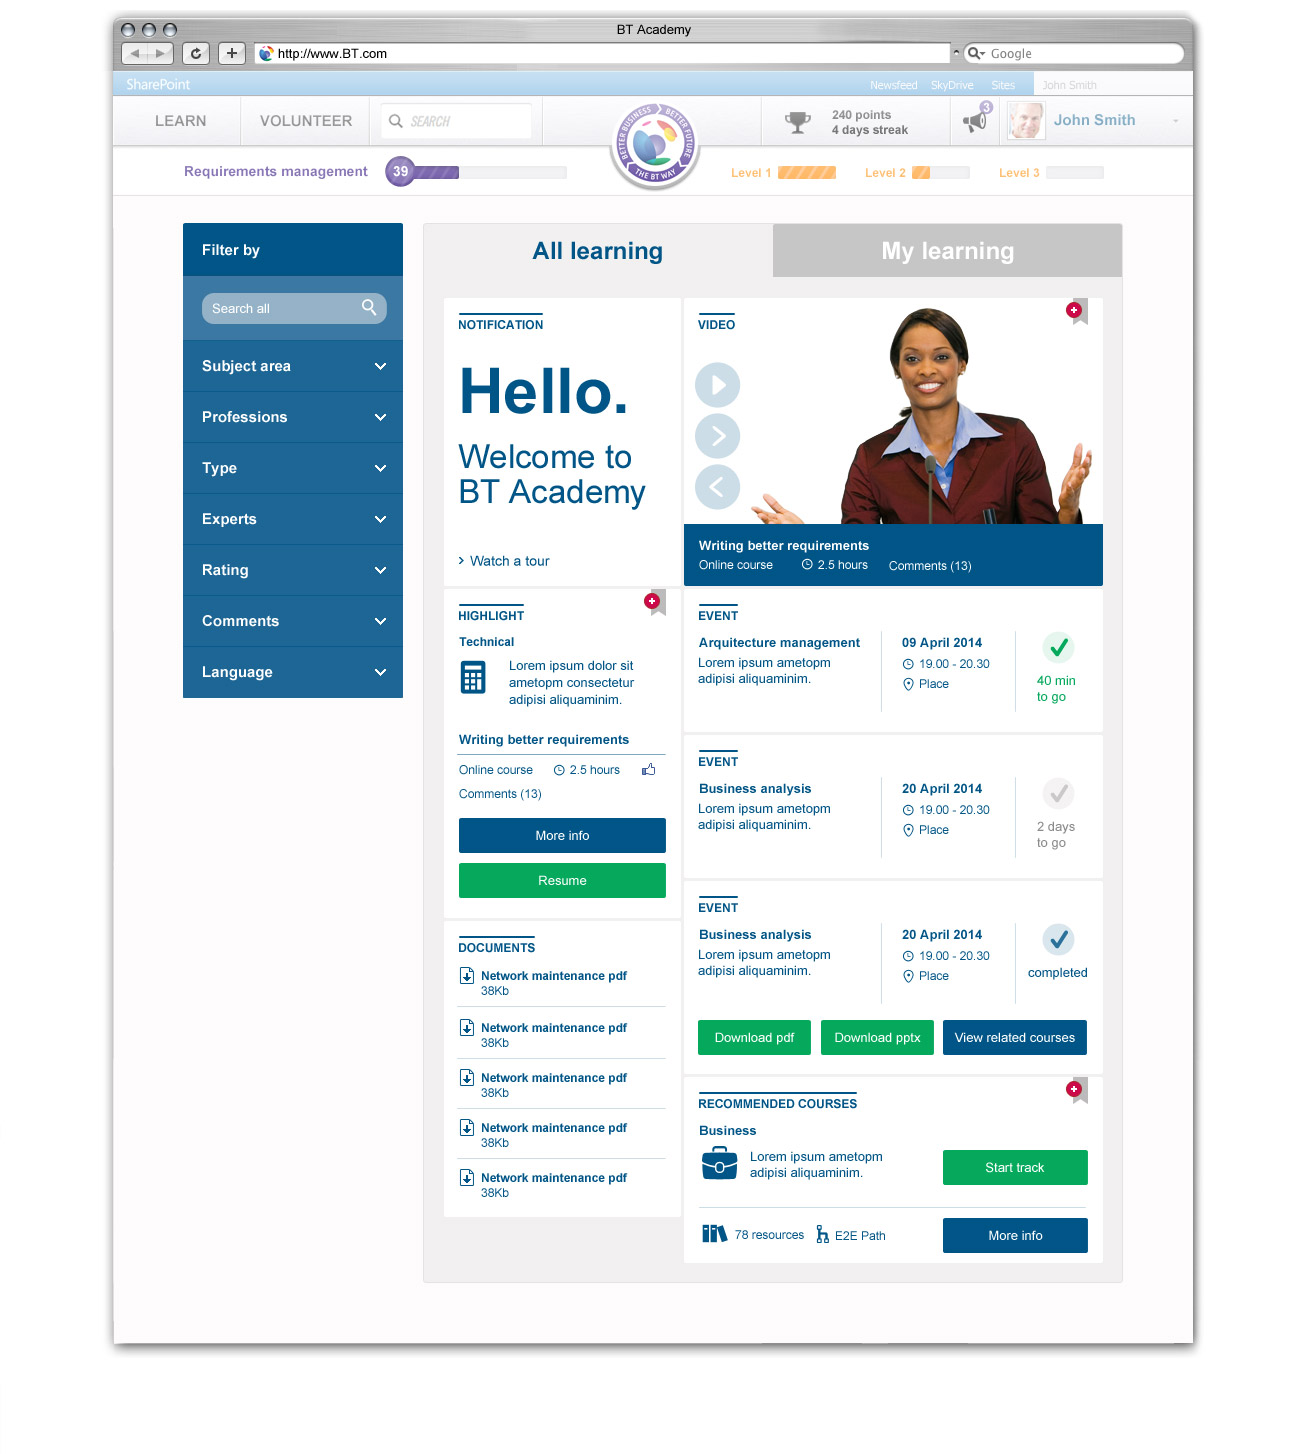 BT Academy
http://www.BT.com
Google
SharePoint
Newsfeed
SkyDrive
Sites
John Smith
LEARN
VOLUNTEER
SEARCH
BETTER BUSINESS BETTER FUTURE
THE BT WAY
240 points
4 days streak
3
John Smith
Requirements management
39
Level 1
Level 2
Level 3
Filter by
Search all
Subject area
Professions
Type
Experts
Rating
Comments
Language
All learning
My learning
NOTIFICATION
Hello.
Welcome to
BT Academy
Watch a tour
VIDEO
Writing better requirements
Online course
2.5 hours
Comments (13)
HIGHLIGHT
Technical
Lorem ipsum dolor sit
ametopm consectetur
adipisi aliquaminim.
Writing better requirements
Online course
2.5 hours
Comments (13)
More info
Resume
DOCUMENTS
Network maintenance pdf
38Kb
Network maintenance pdf
38Kb
Network maintenance pdf
38Kb
Network maintenance pdf
38Kb
Network maintenance pdf
38Kb
EVENT
Arquitecture management
Lorem ipsum ametopm
adipisi aliquaminim.
09 April 2014
19.00 - 20.30
Place
40 min
to go
EVENT
Business analysis
Lorem ipsum ametopm
adipisi aliquaminim.
20 April 2014
19.00 - 20.30
Place
2 days
to go
EVENT
Business analysis
Lorem ipsum ametopm
adipisi aliquaminim.
20 April 2014
19.00 - 20.30
Place
completed
Download pdf
Download pptx
View related courses
RECOMMENDED COURSES
Business
Lorem ipsum ametopm
adipisi aliquaminim.
Start track
78 resources
E2E Path
More info